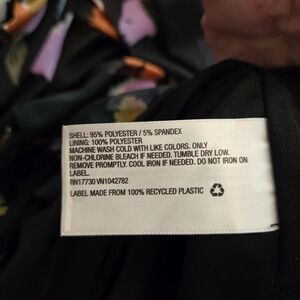 SHELL: 95% POLYESTER / 5% SPANDEX
LINING: 100% POLYESTER
MACHINE WASH COLD WITH LIKE COLORS. ONLY
NON-CHLORINE BLEACH IF NEEDED. TUMBLE DRY LOW.
REMOVE PROMPTLY. COOL IRON IF NEEDED. DO NOT IRON ON
LABEL.
RN17730 VN1042782
LABEL MADE FROM 100% RECYCLED PLASTIC